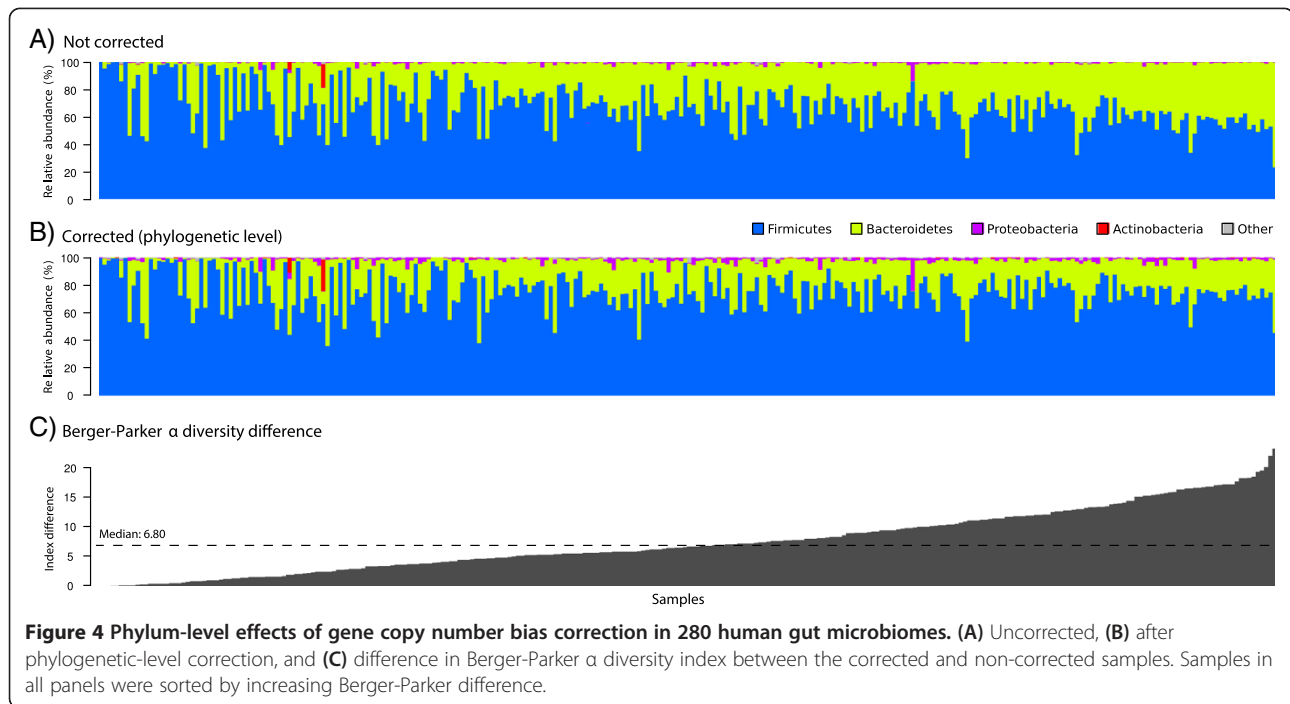 A) Not corrected
Relative abundance (%)
100
80
60
40
20
0
B) Corrected (phylogenetic level)
Firmicutes Bacteroidetes Proteobacteria Actinobacteria Other
Relative abundance (%)
100
80
60
40
20
0
C) Berger-Parker α diversity difference
Index difference
20
15
10
5
0
Median: 6.80
Samples
Figure 4 Phylum-level effects of gene copy number bias correction in 280 human gut microbiomes. (A) Uncorrected, (B) after
phylogenetic-level correction, and (C) difference in Berger-Parker α diversity index between the corrected and non-corrected samples. Samples in
all panels were sorted by increasing Berger-Parker difference.